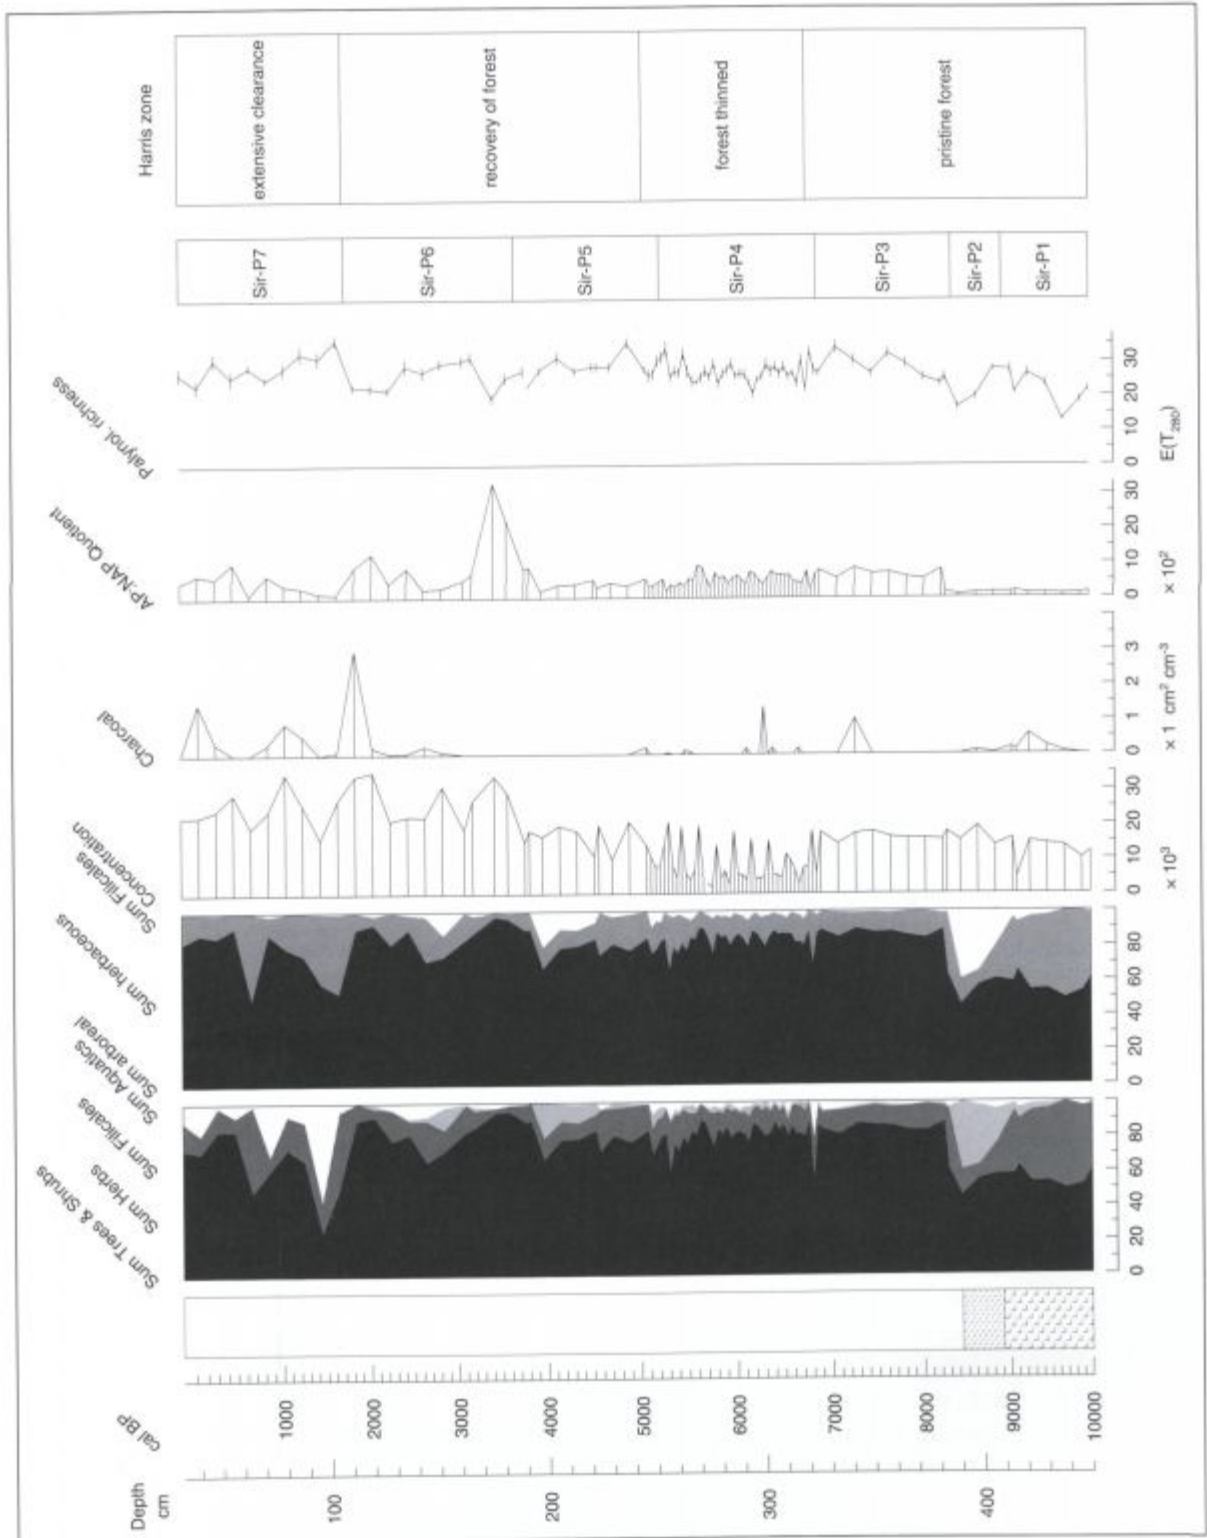 Depth
cm
cal BP
Sum Trees & Shrubs
Sum Herbs
Sum Filicales
Sum Aquatics
Sum arboreal
Sum herbaceous
Sum Filicales
Concentration
Charcoal
AP:NAP Quotient
Palynol. richness
Harris zone
100
200
300
400
1000
2000
3000
4000
5000
6000
7000
8000
9000
10000
0 20 40 60 80
0 20 40 60 80
0 10 20 30
× 10³
0 1 2 3
× 1 cm² cm⁻³
0 10 20 30
× 10²
0 10 20 30
E(T₂₈₀)
Sir-P7
Sir-P6
Sir-P5
Sir-P4
Sir-P3
Sir-P2
Sir-P1
extensive clearance
recovery of forest
forest thinned
pristine forest